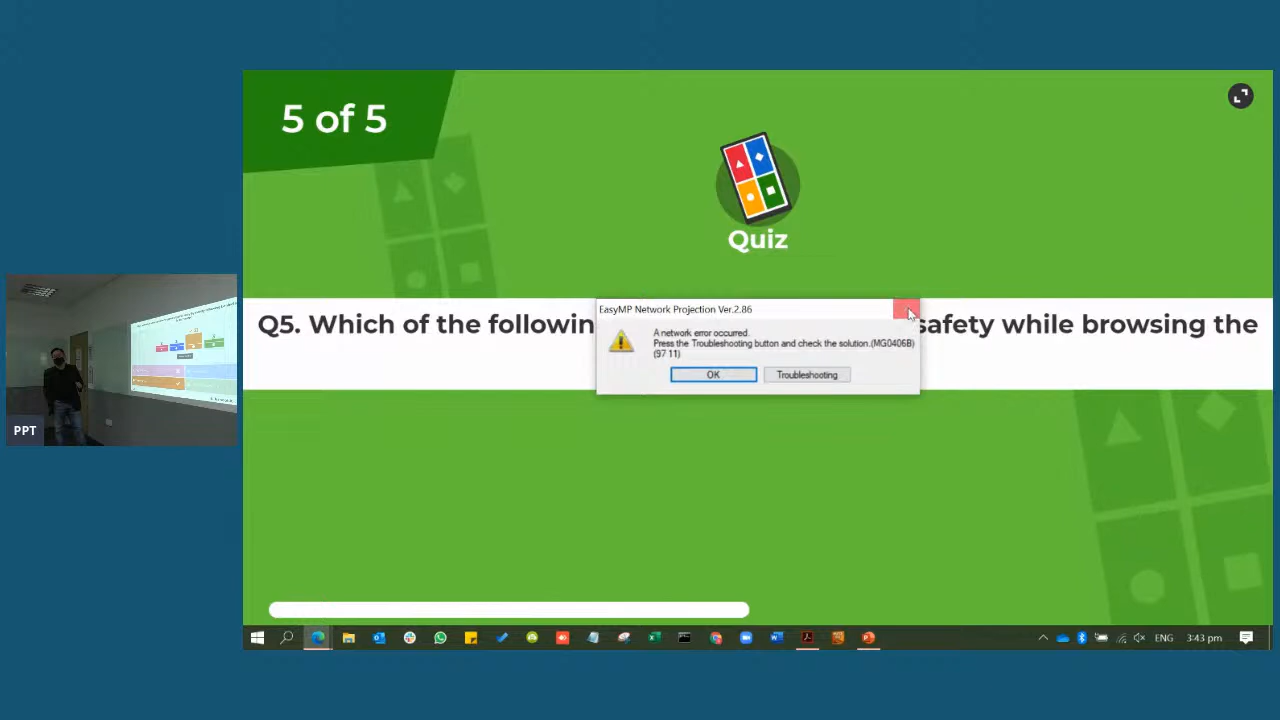 5 of 5
Quiz
EasyMP Network Projection Ver.2.86
Q5. Which of the followin
safety while browsing the
A network error occurred.
Press the Troubleshooting button and check the solution.(MG0406B)
(97 11)
OK
Troubleshooting
PPT
ENG
3:43 pm